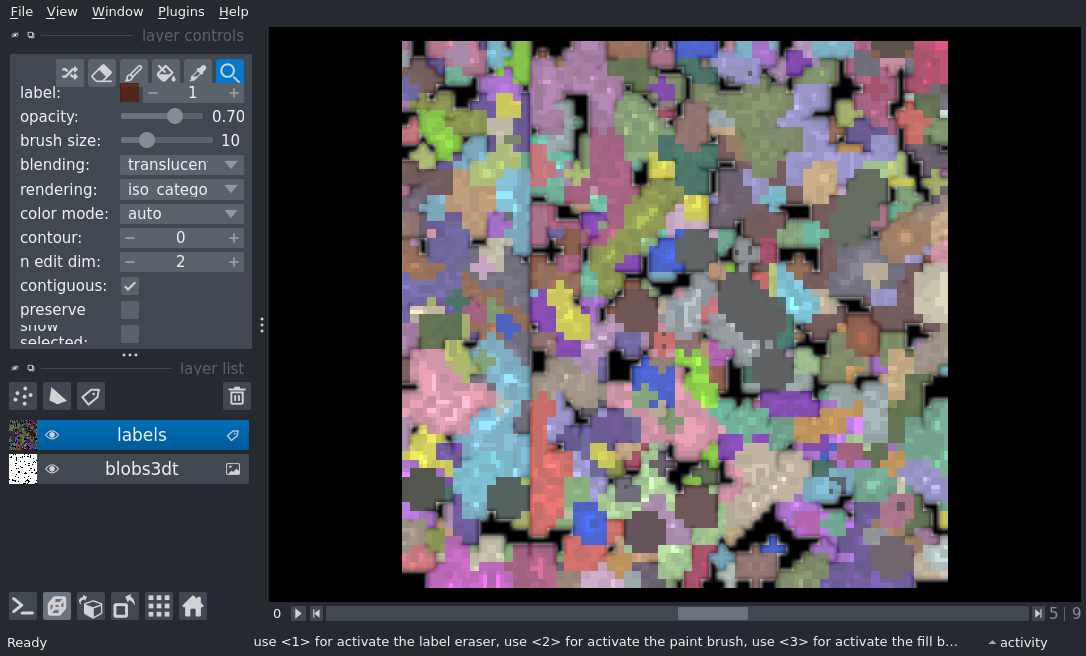 File View Window Plugins Help
layer controls
label: 1
opacity: 0.70
brush size: 10
blending: translucen
rendering: iso_catego
color mode: auto
contour: 0
n edit dim: 2
contiguous:
preserve
show
selected:
layer list
labels
blobs3dt
0 5 | 9
Ready use <1> for activate the label eraser, use <2> for activate the paint brush, use <3> for activate the fill b... activity